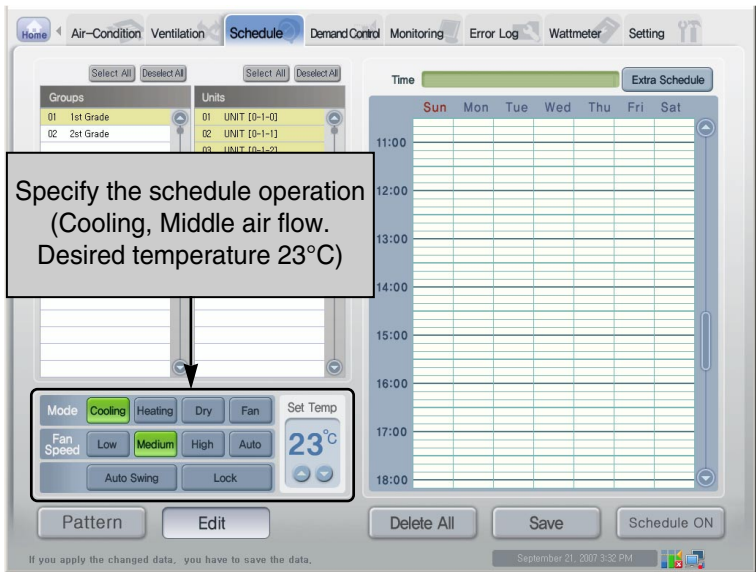 Home Air-Condition Ventilation Schedule Demand Control Monitoring Error Log Wattmeter Setting
Select All Deselect All Select All Deselect All Time Extra Schedule
Groups Units
Sun Mon Tue Wed Thu Fri Sat
01 1st Grade 01 UNIT [0-1-0]
02 2st Grade 02 UNIT [0-1-1]
03 UNIT [0-1-2]
11:00
Specify the schedule operation
(Cooling, Middle air flow.
Desired temperature 23°C)
12:00
13:00
14:00
15:00
16:00
17:00
18:00
Mode Cooling Heating Dry Fan Set Temp
Fan Speed Low Medium High Auto 23°C
Auto Swing Lock
Pattern Edit Delete All Save Schedule ON
If you apply the changed data, you have to save the data.
September 21, 2007 3:32 PM